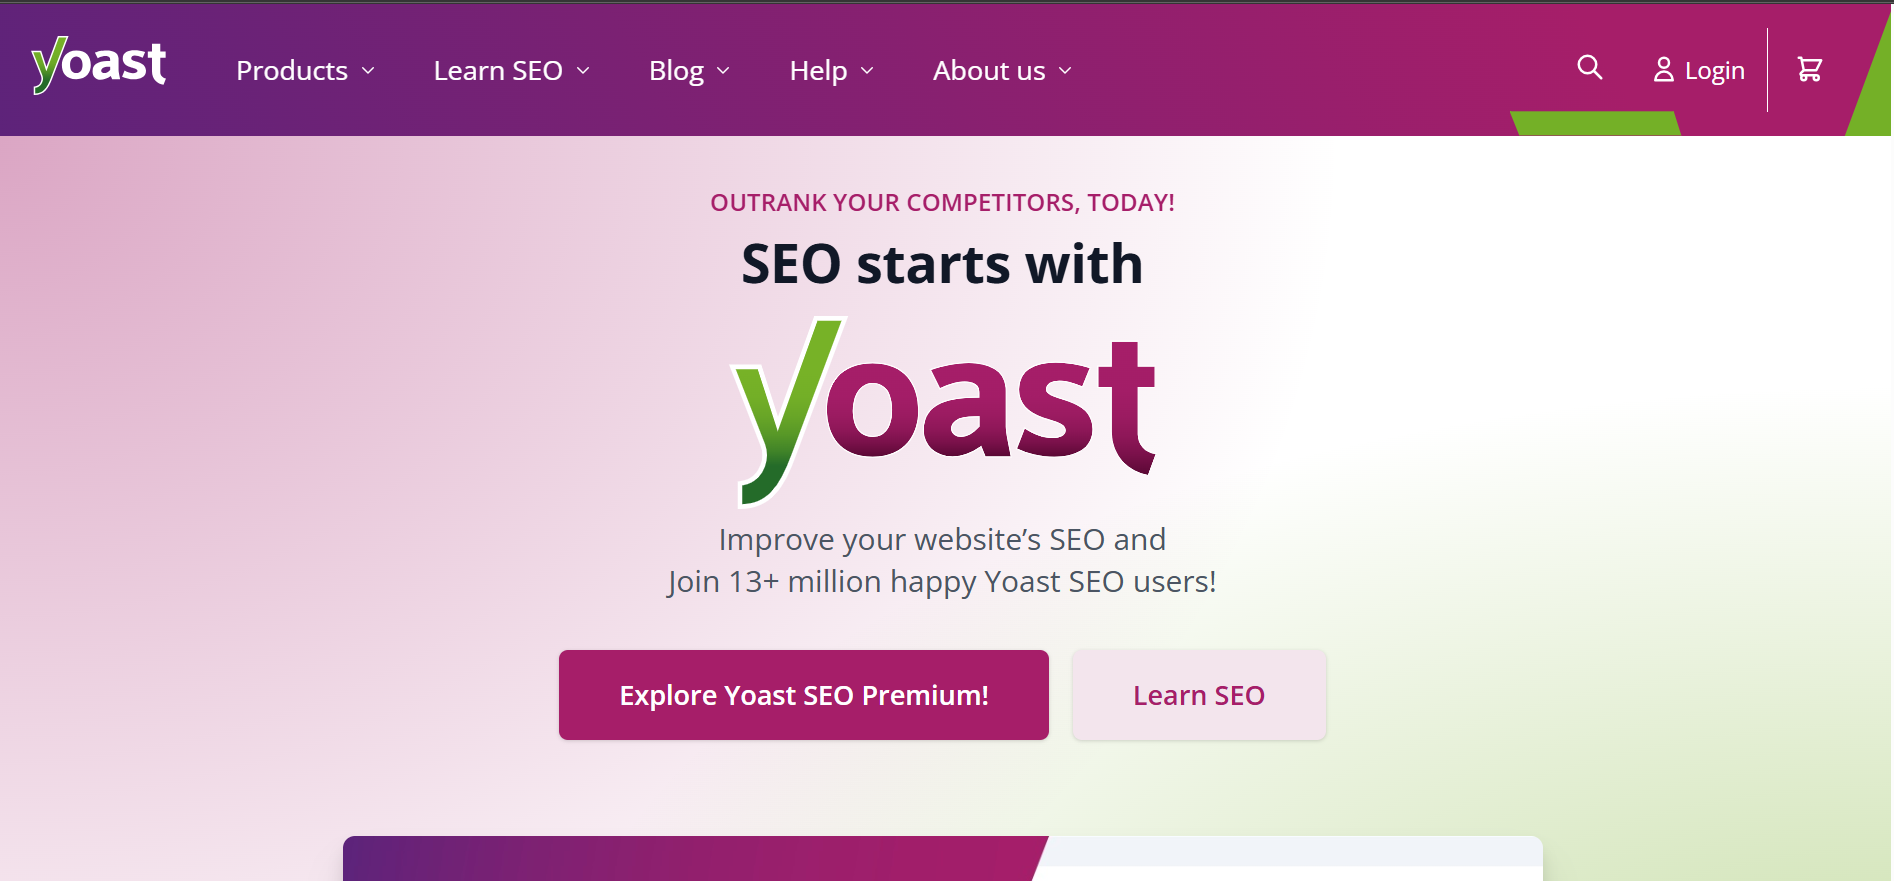 yoast
Products
Learn SEO
Blog
Help
About us
Login
OUTRANK YOUR COMPETITORS, TODAY!
SEO starts with
yoast
Improve your website’s SEO and
Join 13+ million happy Yoast SEO users!
Explore Yoast SEO Premium!
Learn SEO